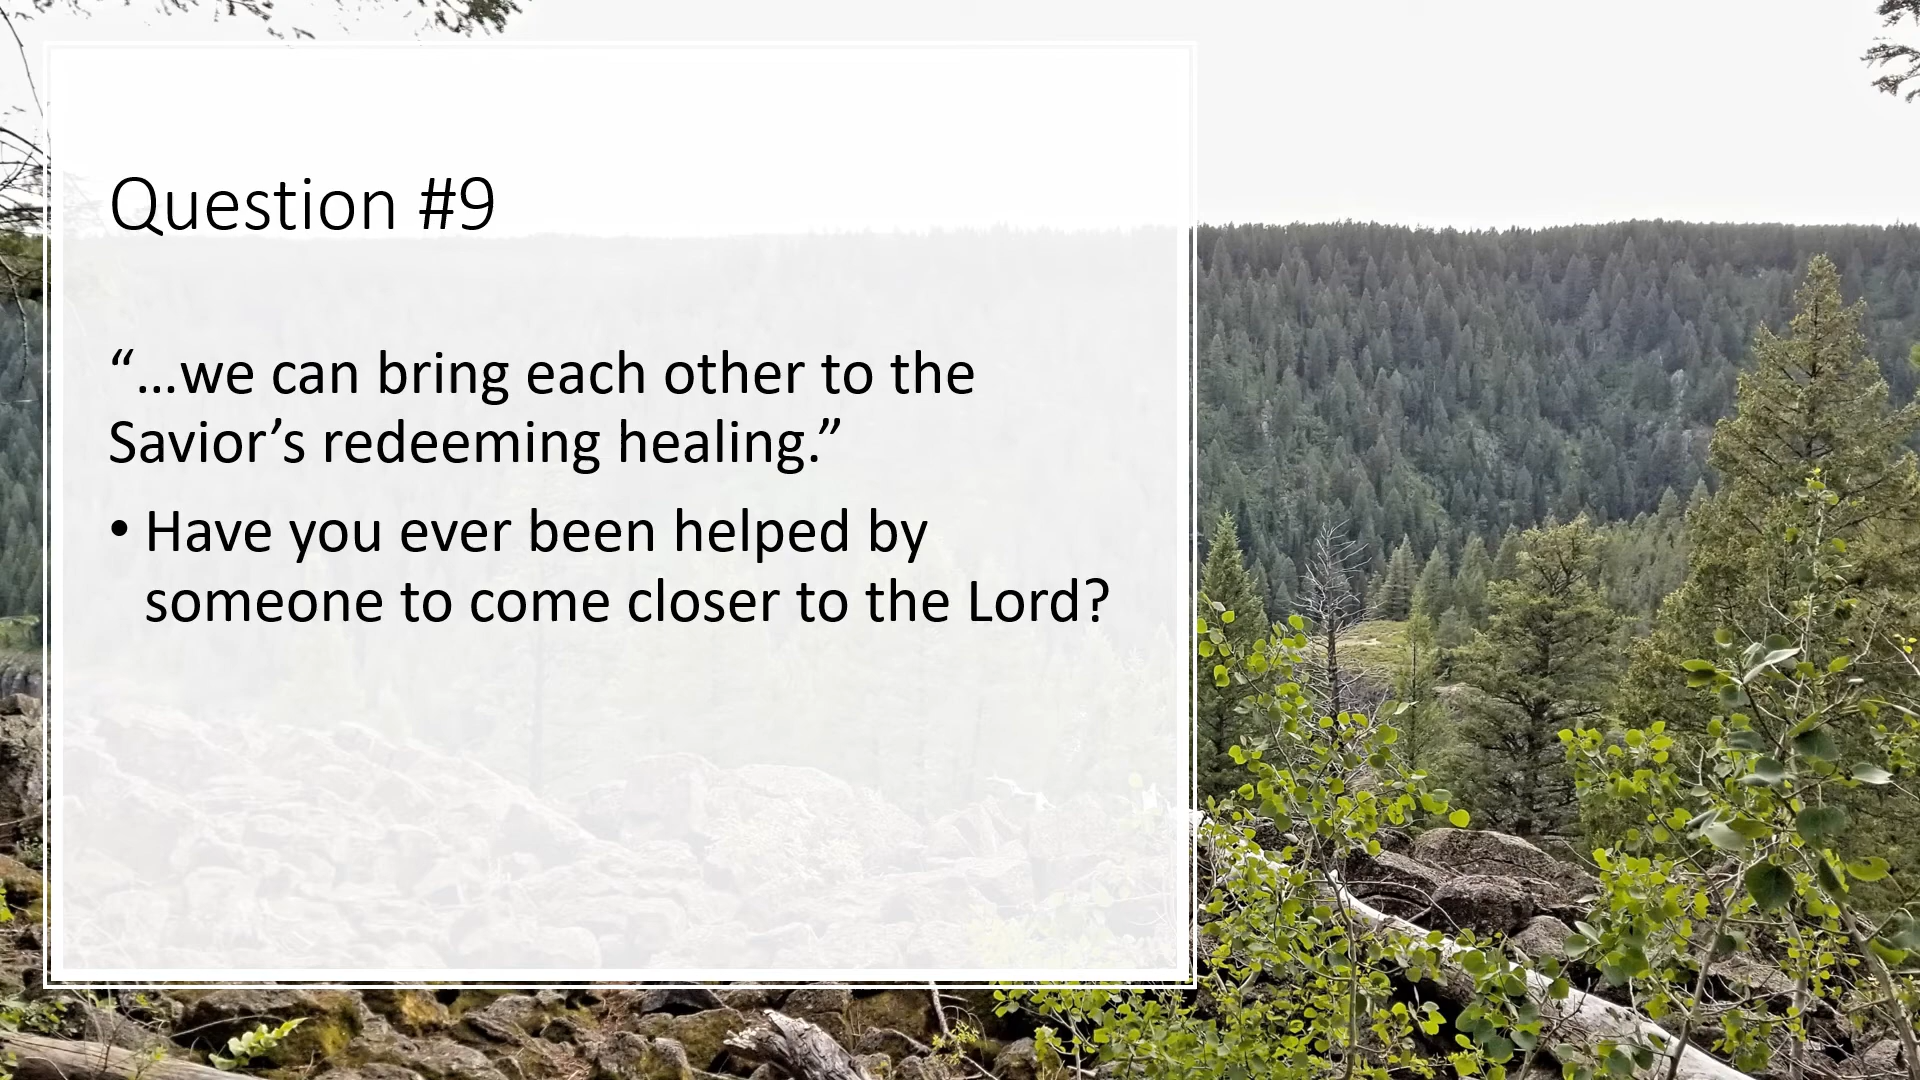 Question #9
“…we can bring each other to the
Savior’s redeeming healing.”
• Have you ever been helped by
someone to come closer to the Lord?